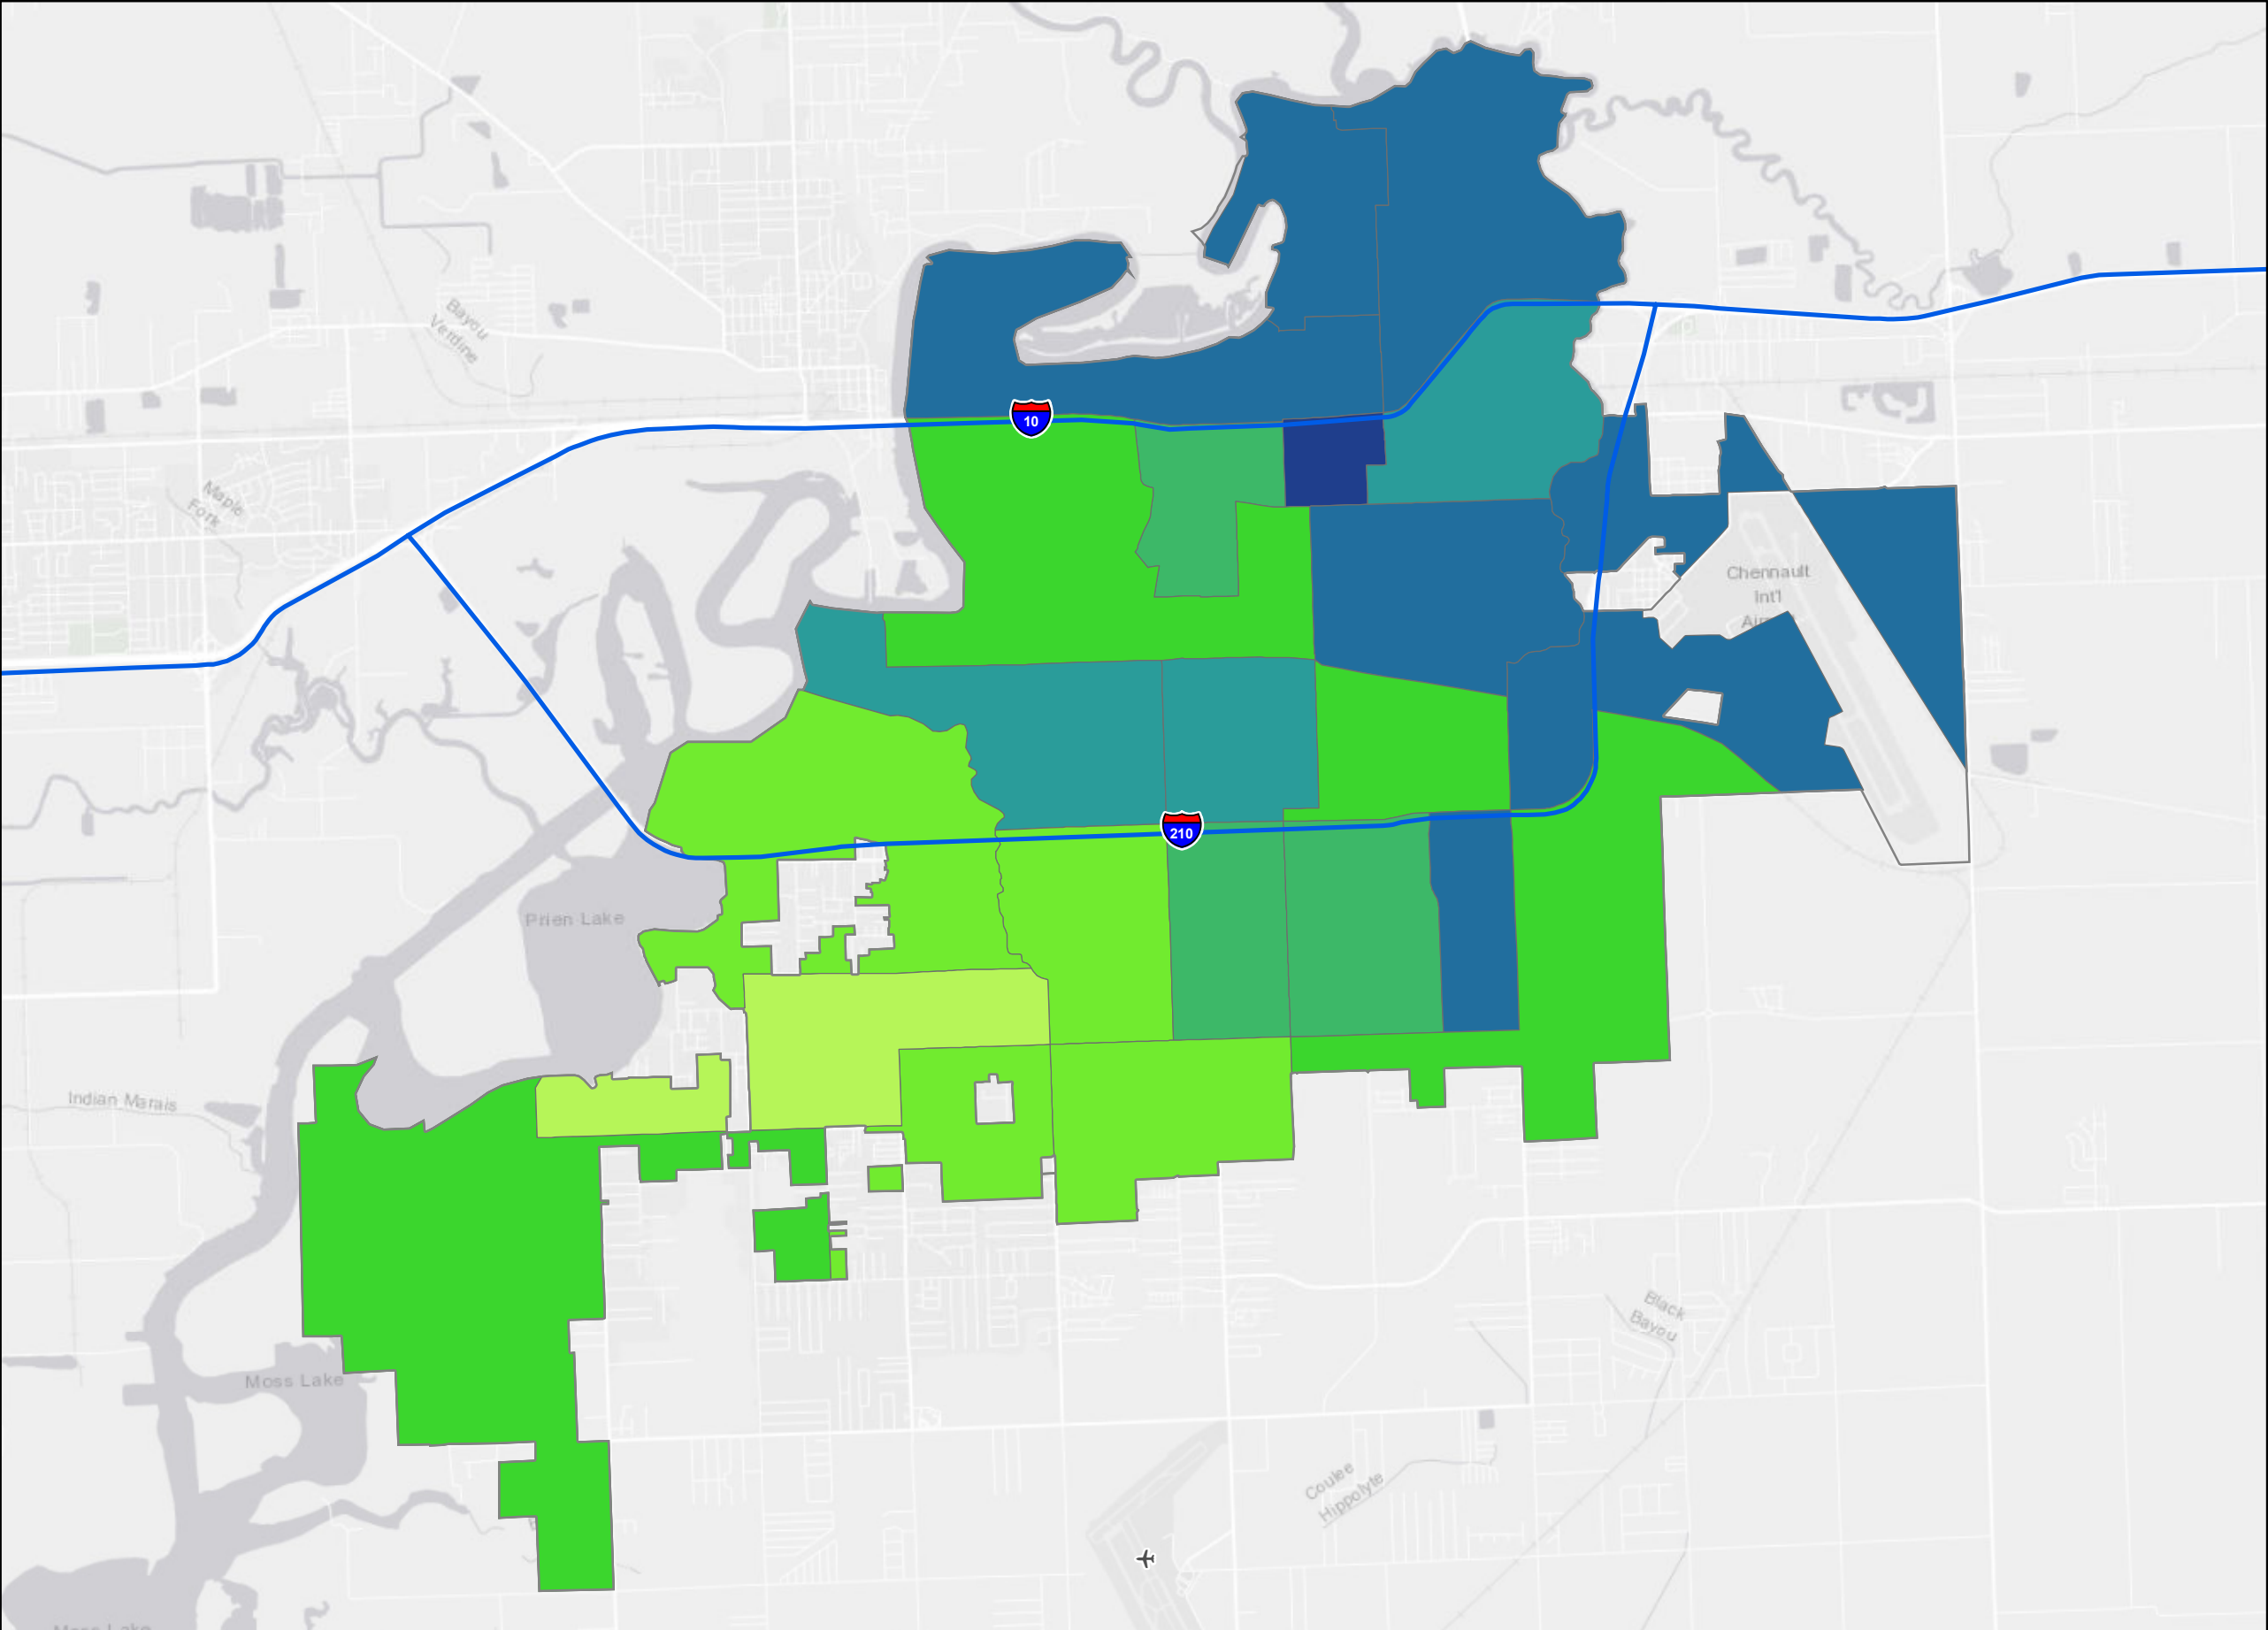 Bayou
Verdine
10
Maple
Fork
Chennault
Int'l
Prien Lake
210
Indian Marais
Moss Lake
Black
Bayou
Coulee
Hippolyte